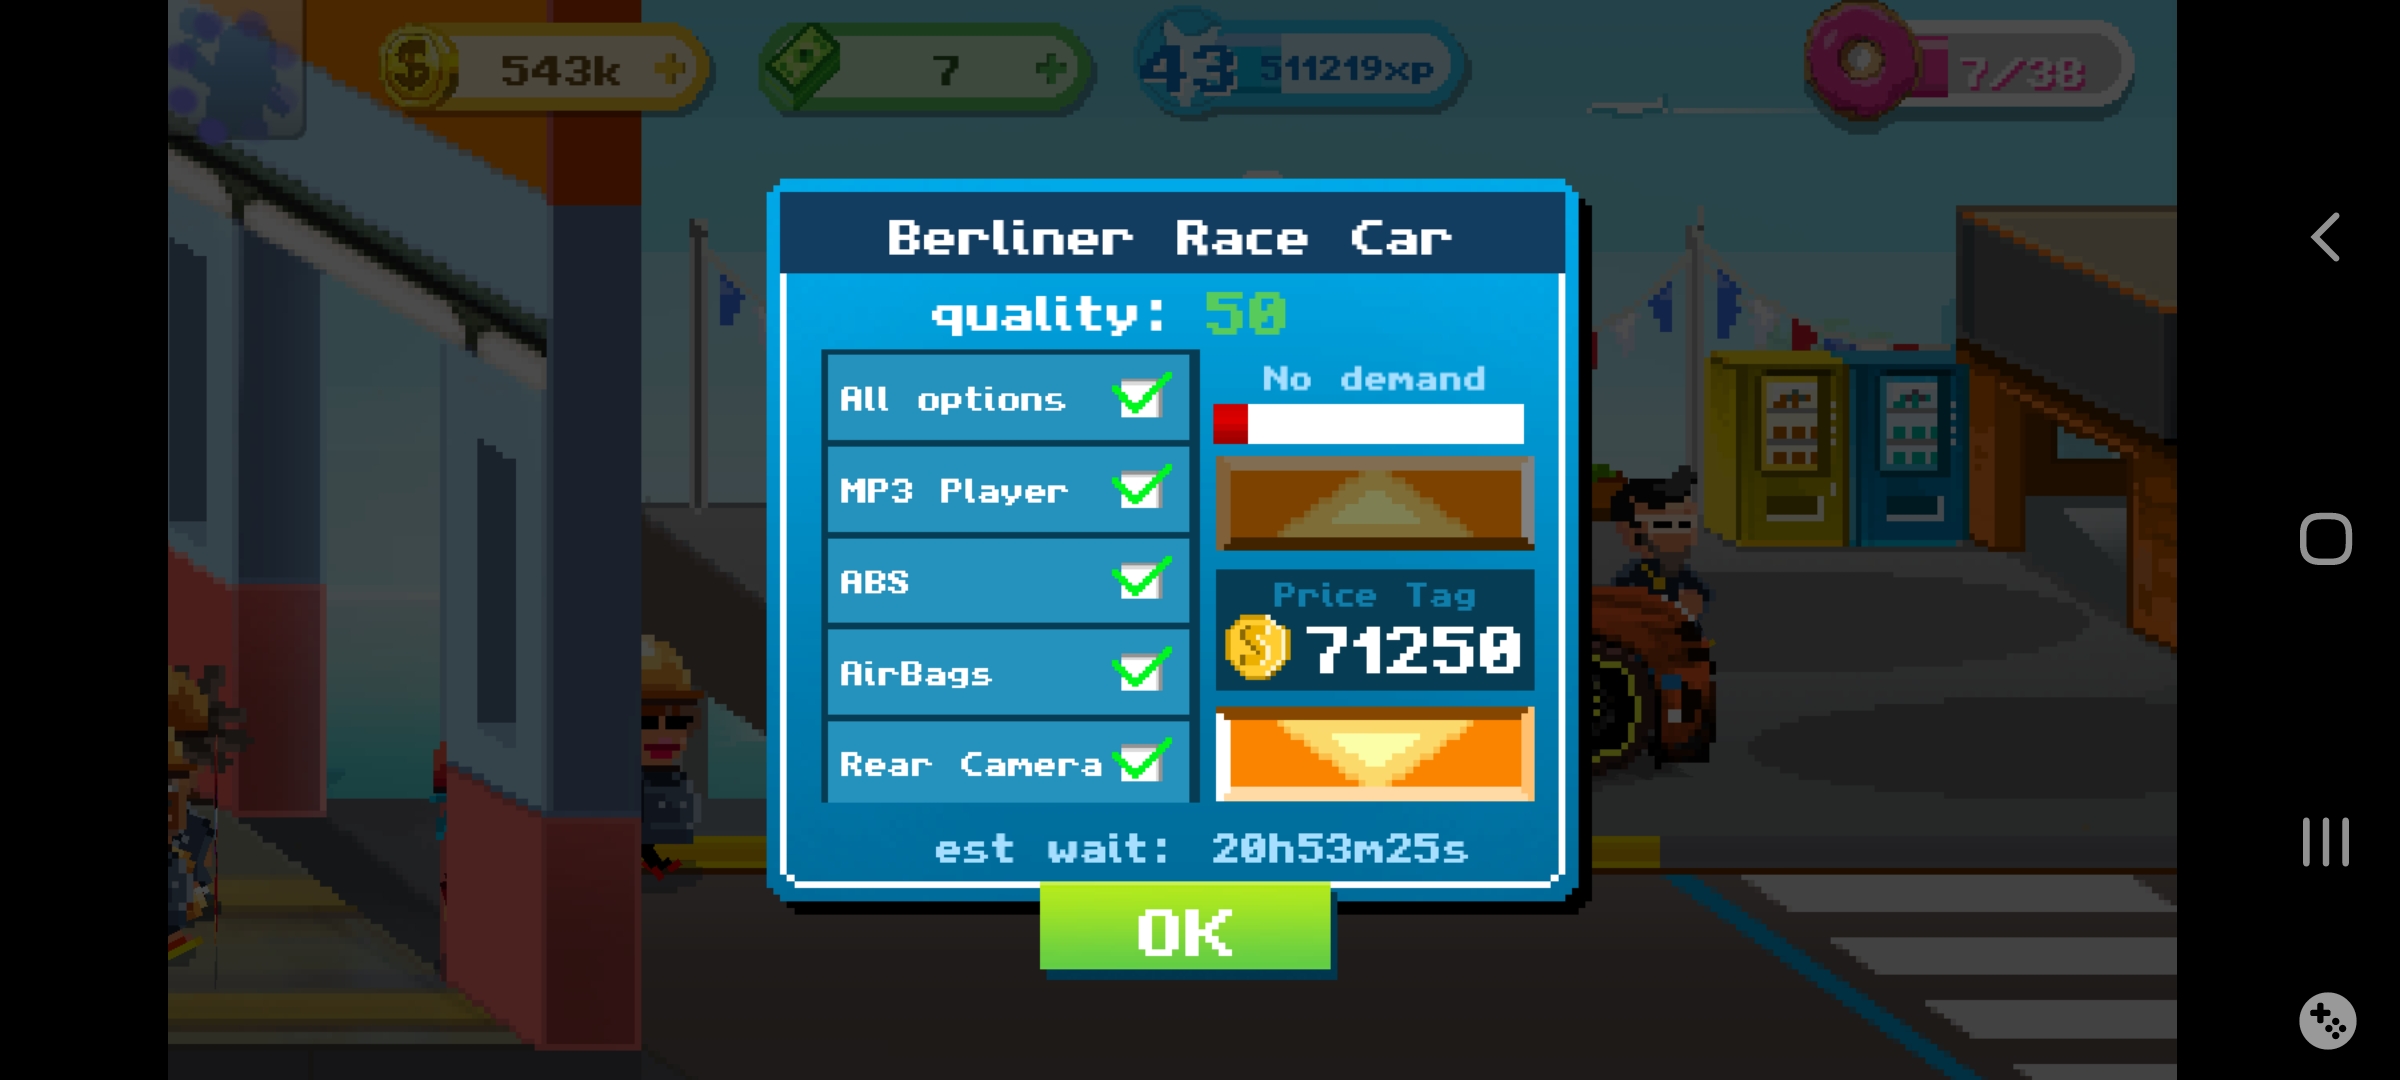 543k +
7 +
43 511219xp
7/38
Berliner Race Car
quality: 50
All options
MP3 Player
ABS
AirBags
Rear Camera
No demand
Price Tag
$ 71250
est wait: 20h53m25s
OK